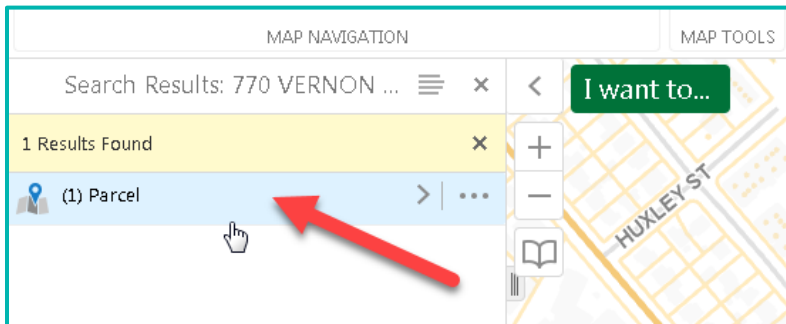 MAP NAVIGATION
MAP TOOLS
Search Results: 770 VERNON ...
I want to...
1 Results Found
(1) Parcel
HUXLEY ST